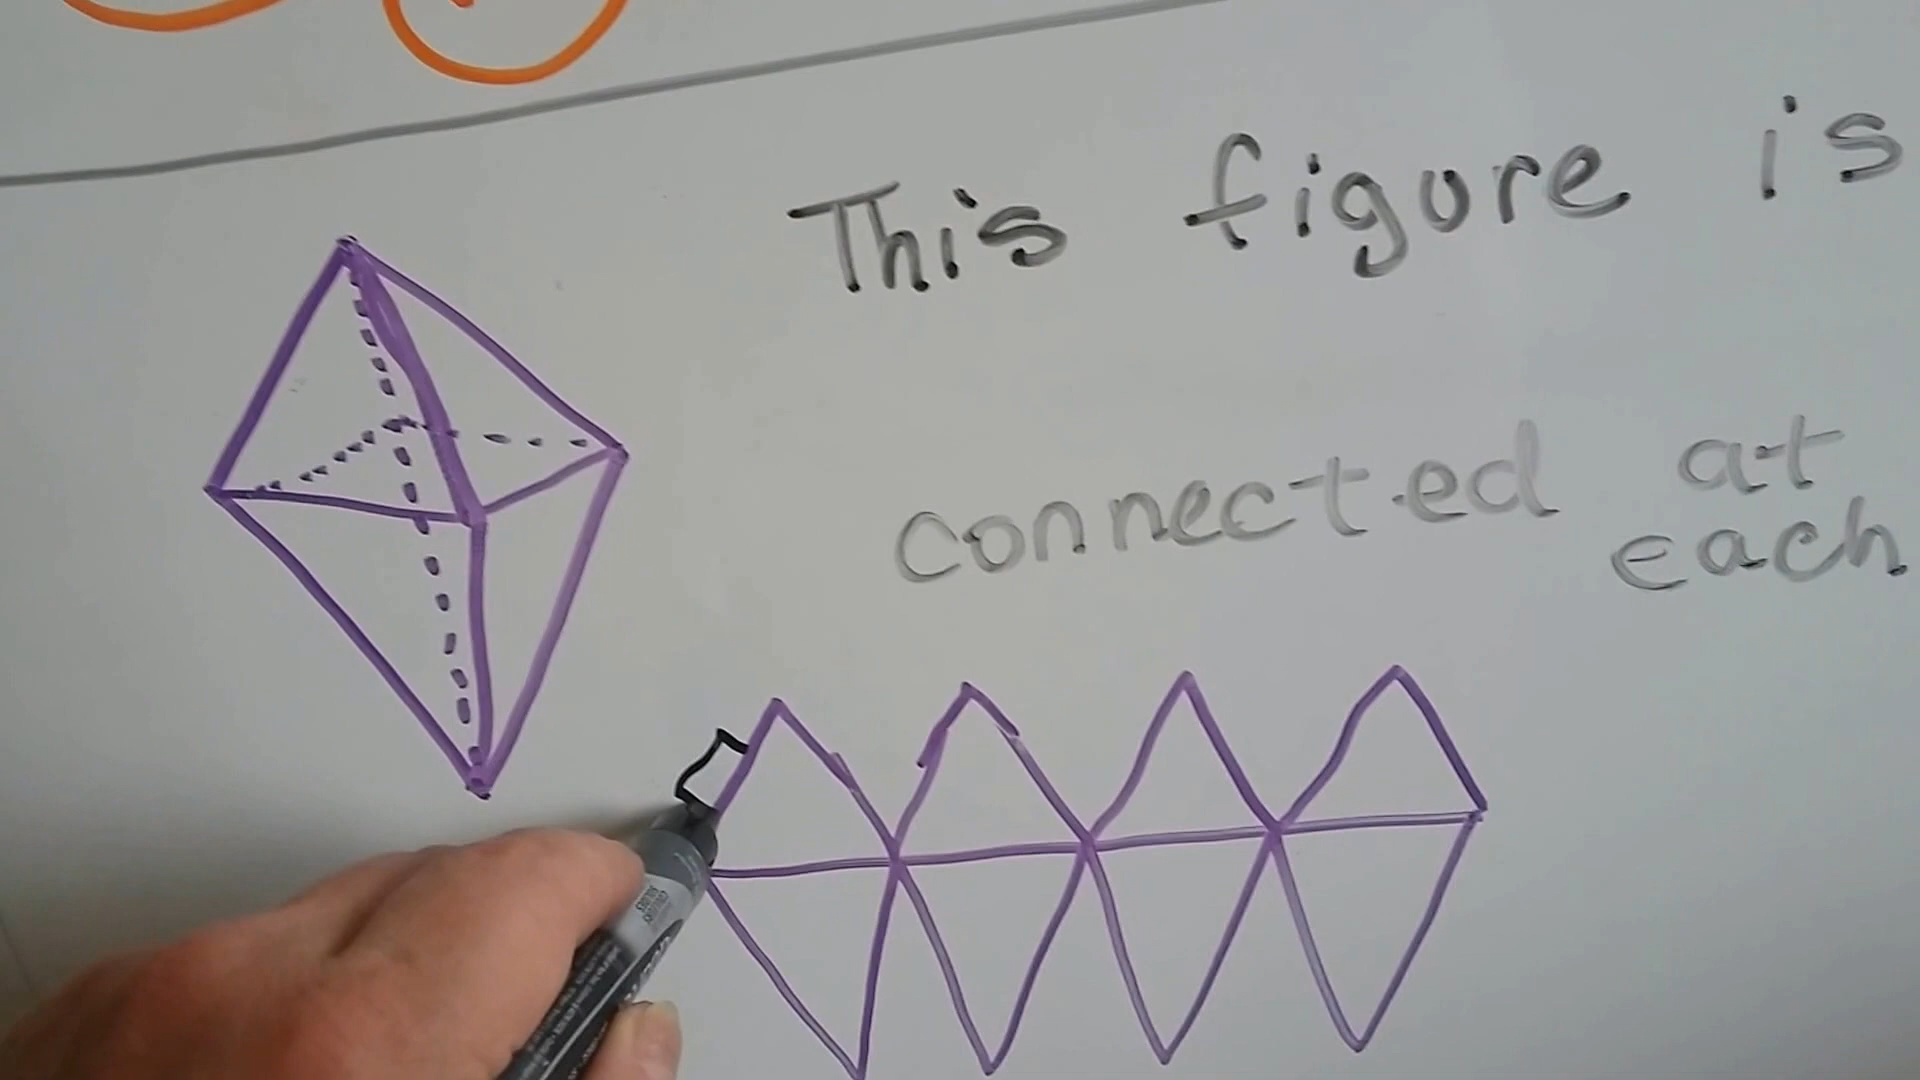 This figure is
connected at
each